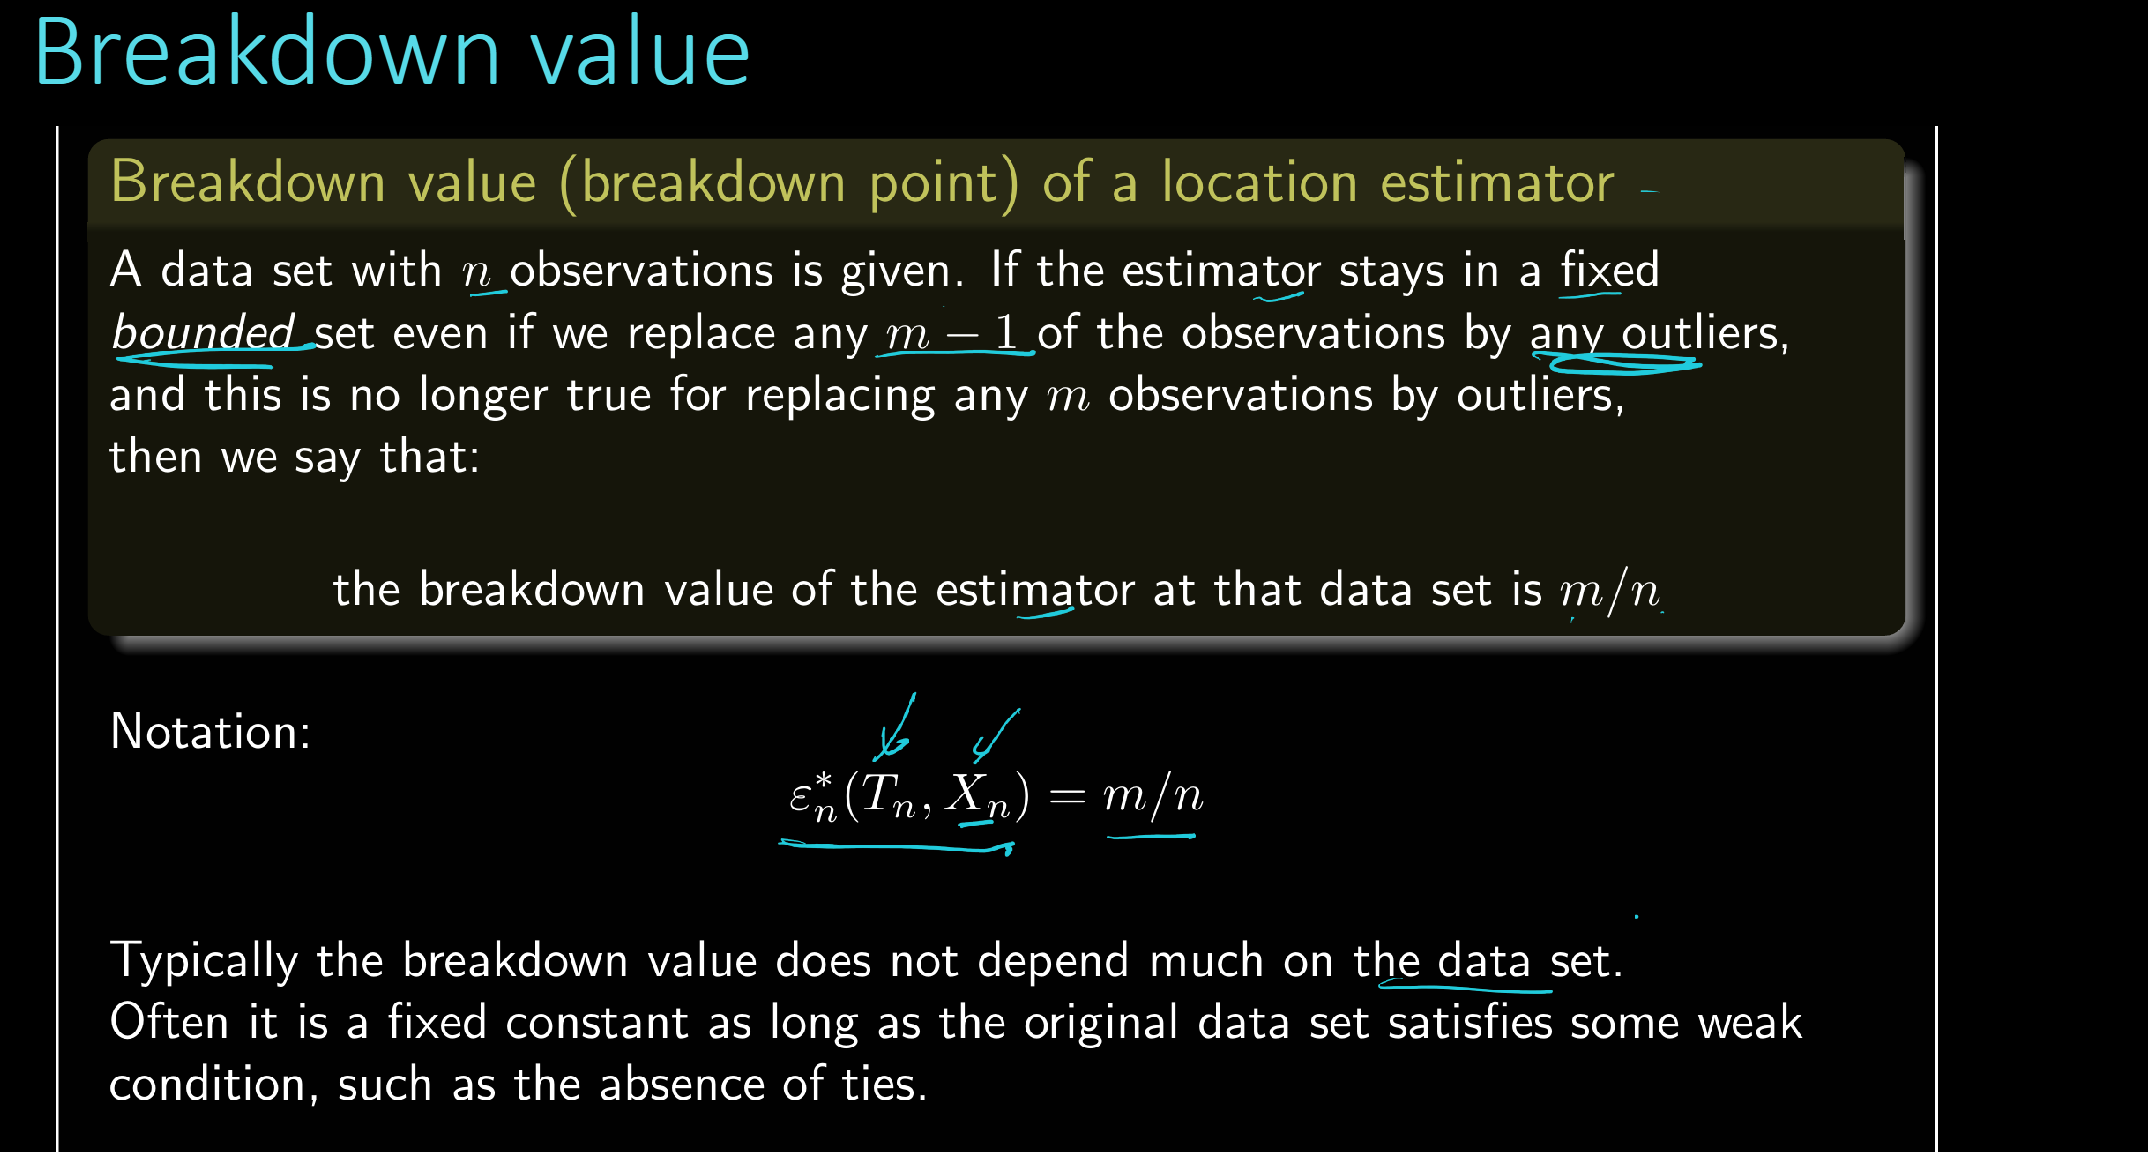 Breakdown value
Breakdown value (breakdown point) of a location estimator
A data set with n observations is given. If the estimator stays in a fixed
bounded set even if we replace any m − 1 of the observations by any outliers,
and this is no longer true for replacing any m observations by outliers,
then we say that:
the breakdown value of the estimator at that data set is m/n
Notation:
ε*ₙ(Tₙ, Xₙ) = m/n
Typically the breakdown value does not depend much on the data set.
Often it is a fixed constant as long as the original data set satisfies some weak
condition, such as the absence of ties.